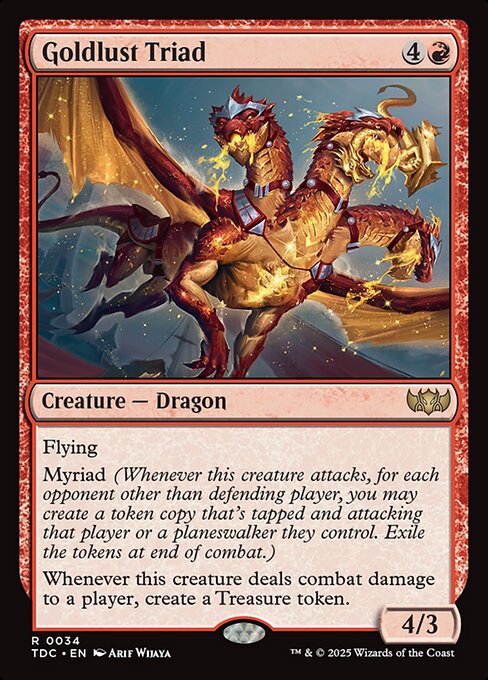 Goldlust Triad 4
Creature — Dragon
Flying
Myriad (Whenever this creature attacks, for each
opponent other than defending player, you may
create a token copy that's tapped and attacking
that player or a planeswalker they control. Exile
the tokens at end of combat.)
Whenever this creature deals combat damage
to a player, create a Treasure token.
4/3
R 0034
TDC • EN Arif Wijaya
™ & © 2025 Wizards of the Coast